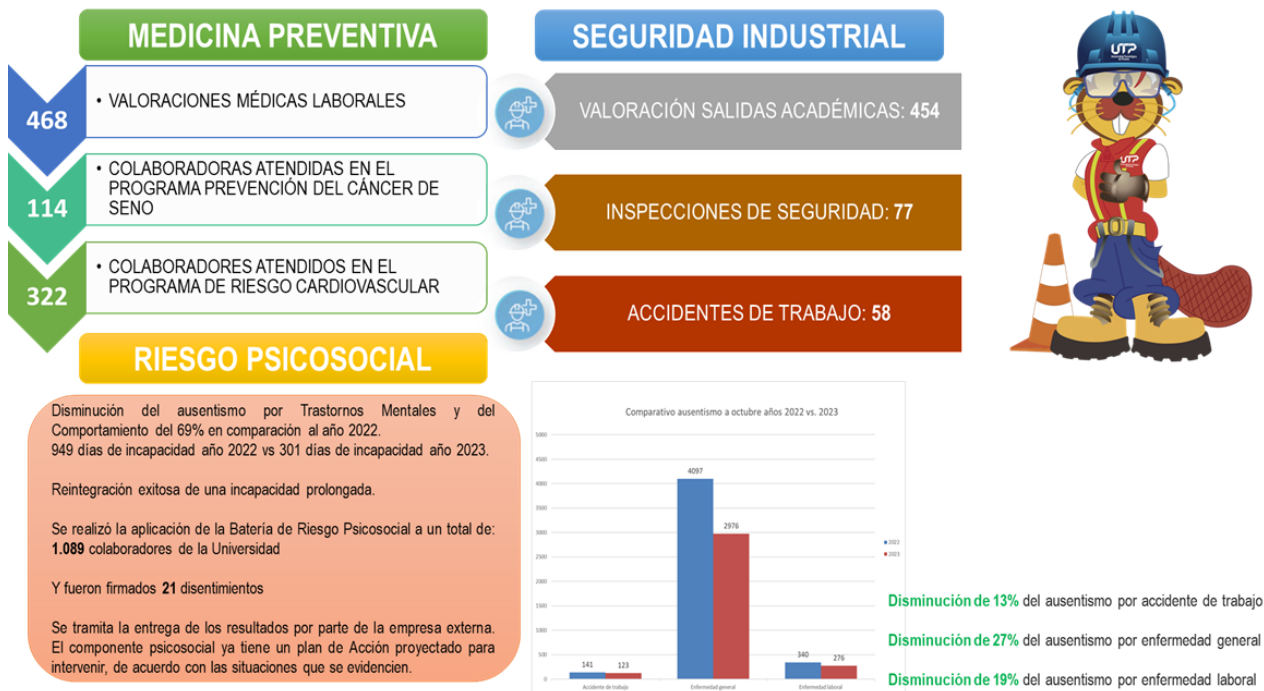 MEDICINA PREVENTIVA
468
• VALORACIONES MÉDICAS LABORALES
114
• COLABORADORAS ATENDIDAS EN EL
PROGRAMA PREVENCIÓN DEL CÁNCER DE
SENO
322
• COLABORADORES ATENDIDOS EN EL
PROGRAMA DE RIESGO CARDIOVASCULAR
SEGURIDAD INDUSTRIAL
VALORACIÓN SALIDAS ACADÉMICAS: 454
INSPECCIONES DE SEGURIDAD: 77
ACCIDENTES DE TRABAJO: 58
UTP
UTP
RIESGO PSICOSOCIAL
Disminución del ausentismo por Trastornos Mentales y del
Comportamiento del 69% en comparación al año 2022.
949 días de incapacidad año 2022 vs 301 días de incapacidad año 2023.
Reintegración exitosa de una incapacidad prolongada.
Se realizó la aplicación de la Batería de Riesgo Psicosocial a un total de:
1.089 colaboradores de la Universidad
Y fueron firmados 21 disentimientos
Se tramita la entrega de los resultados por parte de la empresa externa.
El componente psicosocial ya tiene un plan de Acción proyectado para
intervenir, de acuerdo con las situaciones que se evidencien.
Comparativo ausentismo a octubre años 2022 vs. 2023
5000
4500
4000
3500
3000
2500
2000
1500
1000
500
0
141
123
4097
2976
340
276
Accidente de trabajo
Enfermedad general
Enfermedad laboral
2023
Disminución de 13% del ausentismo por accidente de trabajo
Disminución de 27% del ausentismo por enfermedad general
Disminución de 19% del ausentismo por enfermedad laboral